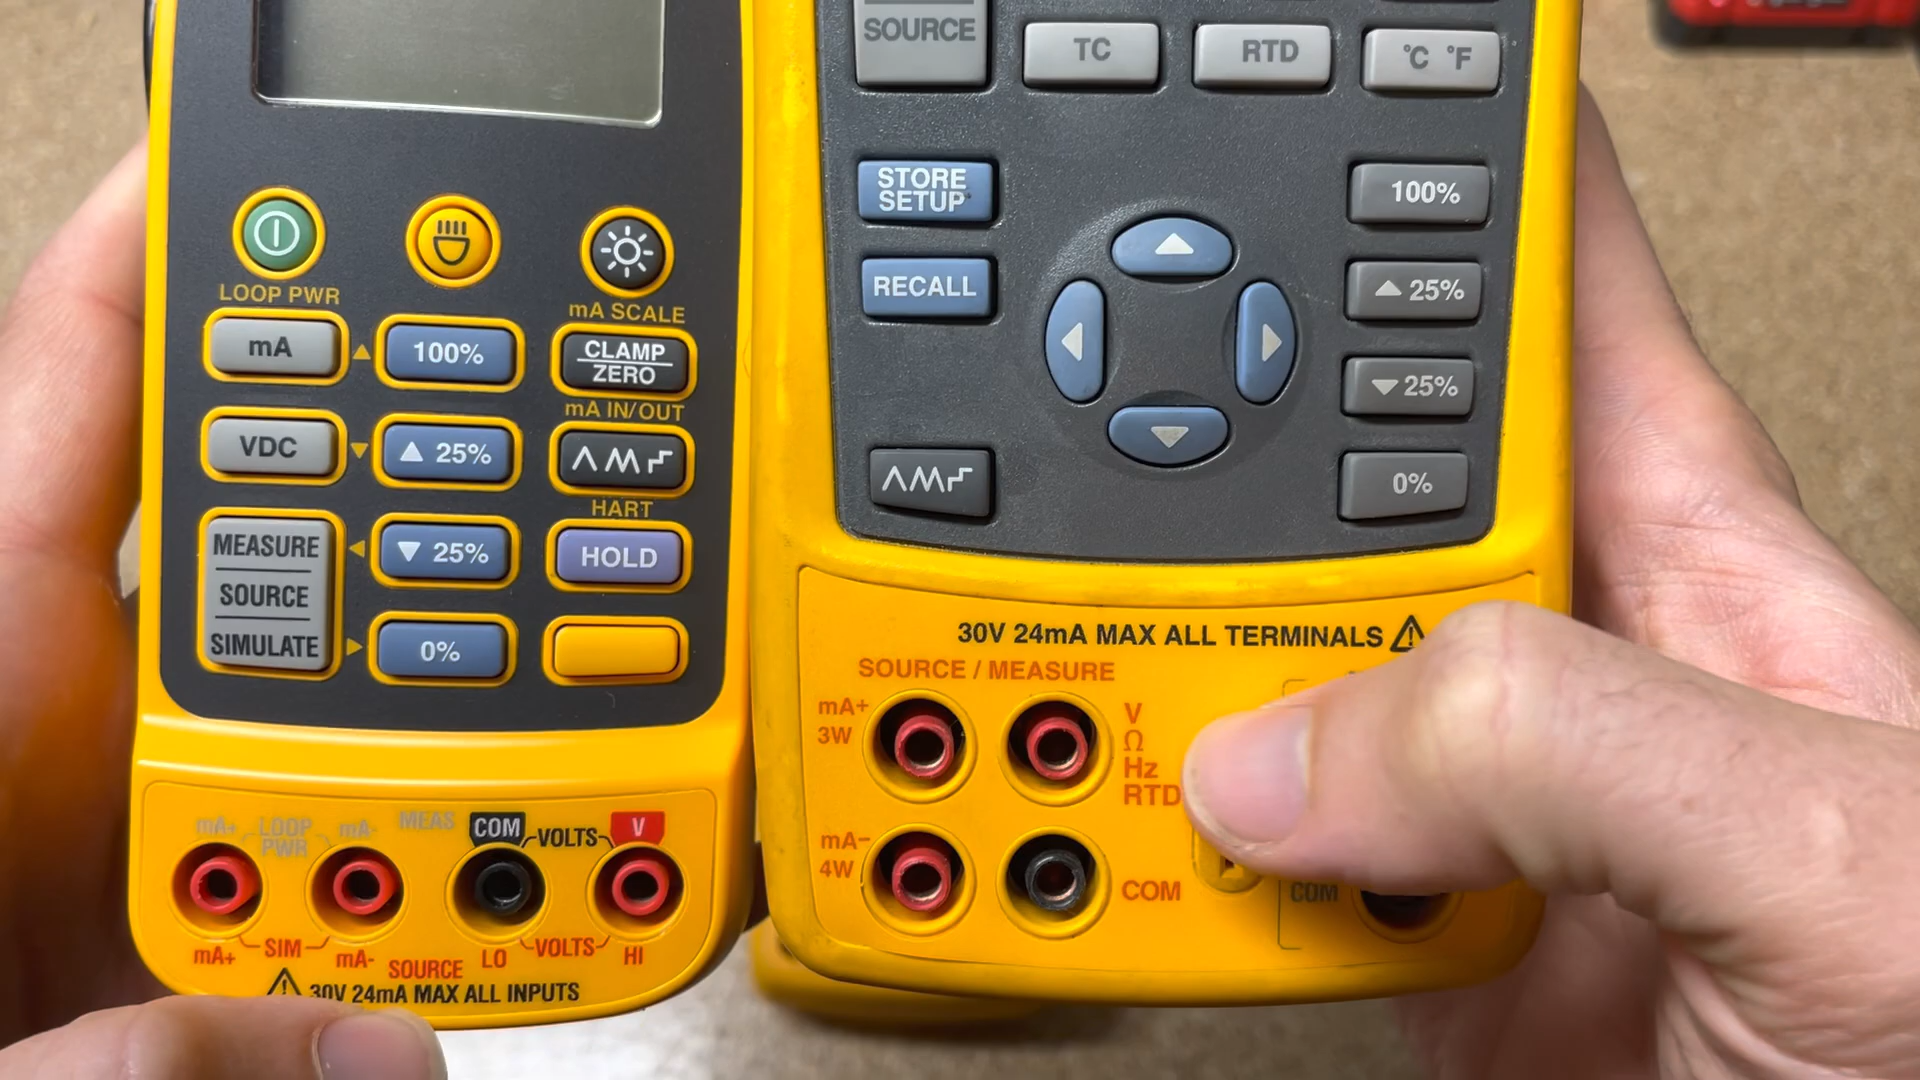 LOOP PWR
mA SCALE
mA
100%
CLAMP
ZERO
mA IN/OUT
VDC
25%
HART
MEASURE
SOURCE
SIMULATE
25%
HOLD
0%
mA+
LOOP
PWR
mA-
MEAS
COM
VOLTS
V
mA+
SIM
mA-
SOURCE
LO
VOLTS
HI
30V 24mA MAX ALL INPUTS
SOURCE
TC
RTD
°C °F
STORE
SETUP
100%
RECALL
25%
25%
0%
30V 24mA MAX ALL TERMINALS
SOURCE / MEASURE
mA+
3W
V
Ω
Hz
RTD
mA−
4W
COM
COM